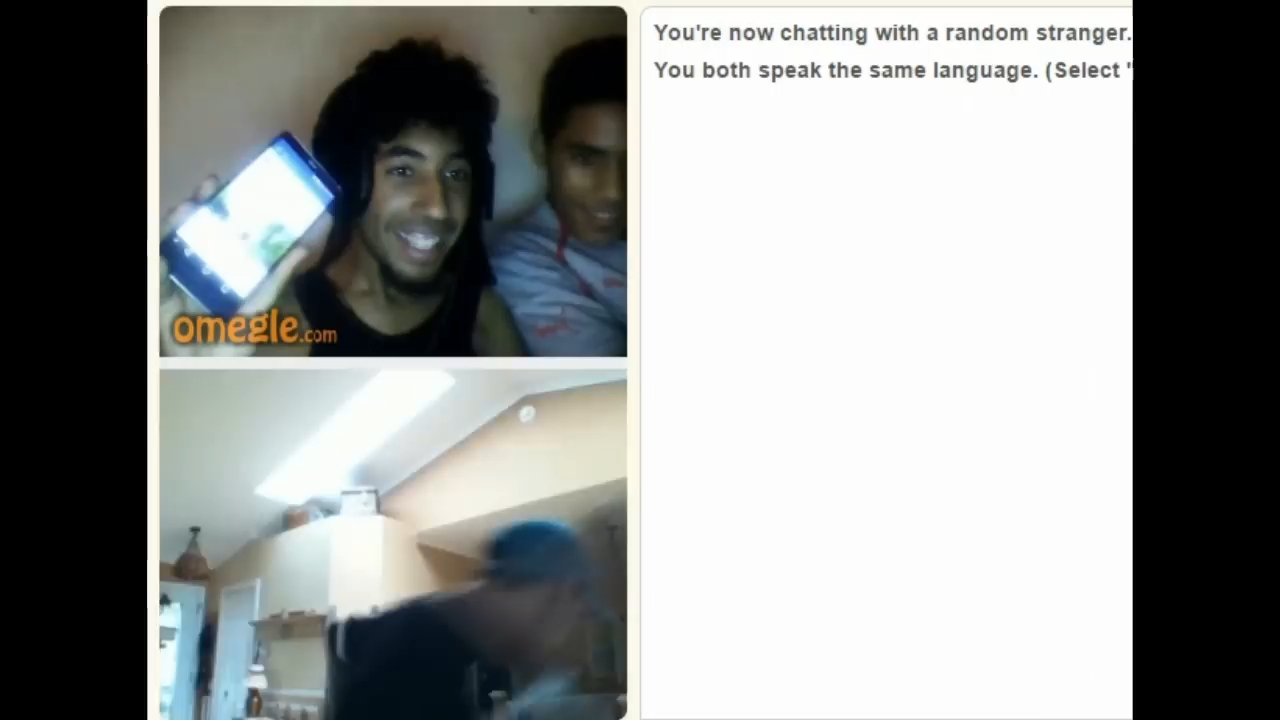 You're now chatting with a random stranger.
You both speak the same language. (Select "
omegle.com